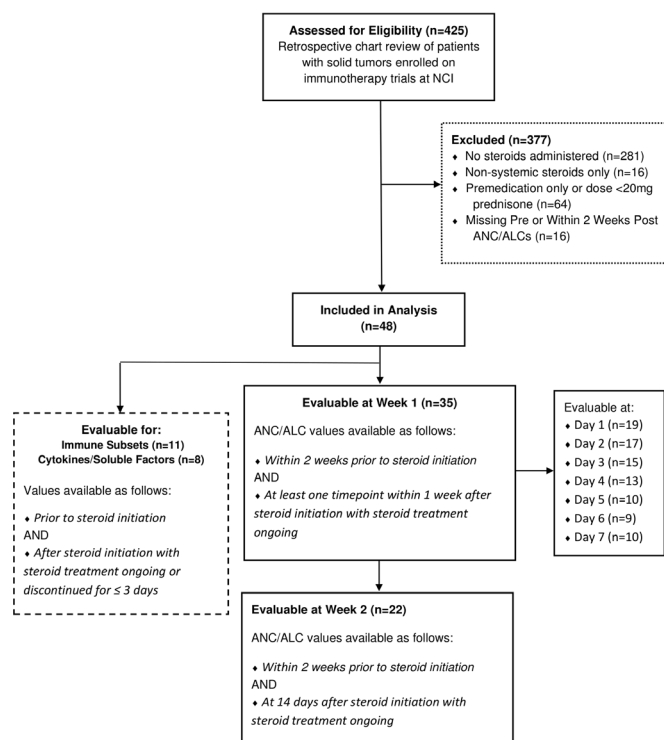 Assessed for Eligibility (n=425)
Retrospective chart review of patients
with solid tumors enrolled on
immunotherapy trials at NCI
Excluded (n=377)
♦ No steroids administered (n=281)
♦ Non-systemic steroids only (n=16)
♦ Premedication only or dose <20mg
prednisone (n=64)
♦ Missing Pre or Within 2 Weeks Post
ANC/ALCs (n=16)
Included in Analysis
(n=48)
Evaluable for:
Immune Subsets (n=11)
Cytokines/Soluble Factors (n=8)
Values available as follows:
♦ Prior to steroid initiation
AND
♦ After steroid initiation with
steroid treatment ongoing or
discontinued for ≤ 3 days
Evaluable at Week 1 (n=35)
ANC/ALC values available as follows:
♦ Within 2 weeks prior to steroid initiation
AND
♦ At least one timepoint within 1 week after
steroid initiation with steroid treatment
ongoing
Evaluable at:
♦ Day 1 (n=19)
♦ Day 2 (n=17)
♦ Day 3 (n=15)
♦ Day 4 (n=13)
♦ Day 5 (n=10)
♦ Day 6 (n=9)
♦ Day 7 (n=10)
Evaluable at Week 2 (n=22)
ANC/ALC values available as follows:
♦ Within 2 weeks prior to steroid initiation
AND
♦ At 14 days after steroid initiation with
steroid treatment ongoing